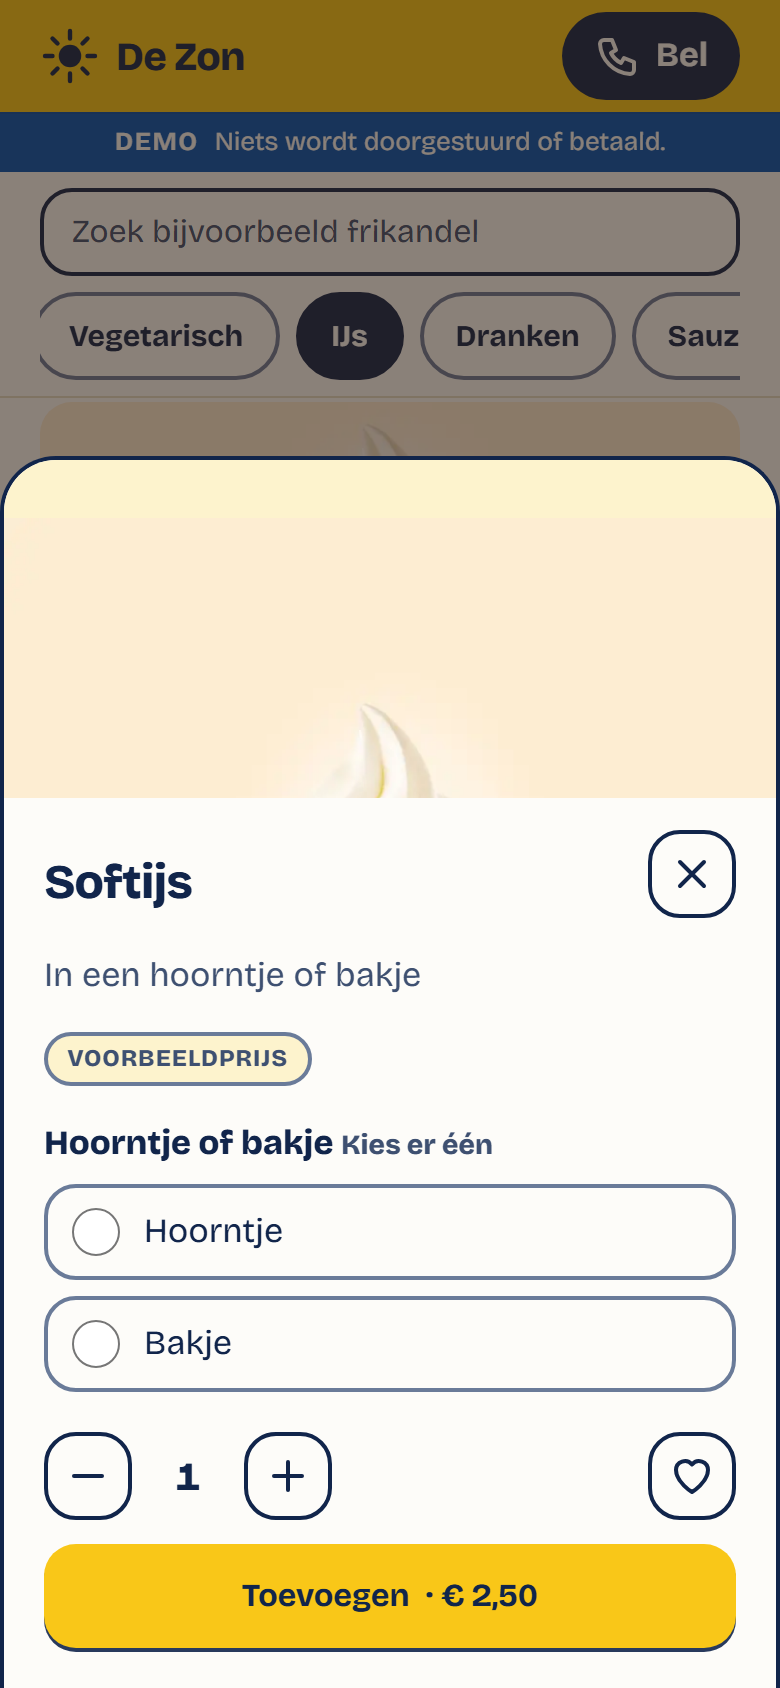 De Zon
Bel
DEMO Niets wordt doorgestuurd of betaald.
Zoek bijvoorbeeld frikandel
Vegetarisch
IJs
Dranken
Sauz
Softijs
In een hoorntje of bakje
VOORBEELDPRIJS
Hoorntje of bakje Kies er één
Hoorntje
Bakje
1
Toevoegen · € 2,50